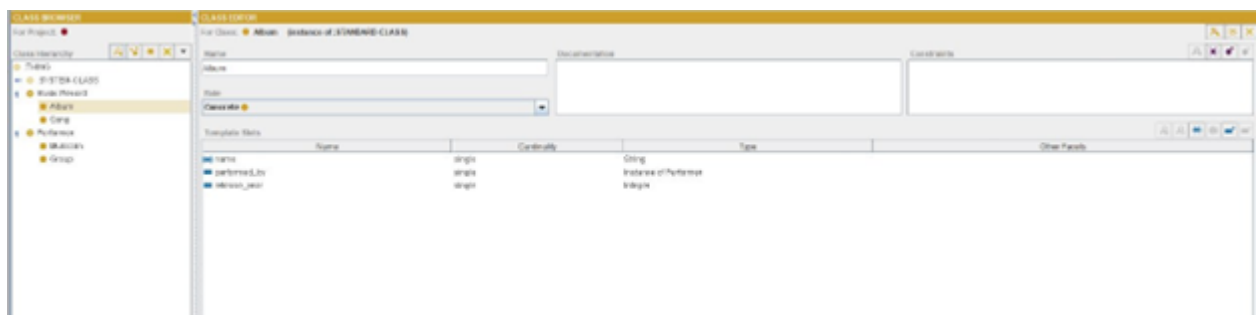 CLASS BROWSER
For Project:
Class Hierarchy
:THING
:SYSTEM-CLASS
Album
Song
Performer
Musician
Group
CLASS EDITOR
For Class: Album (instance of :STANDARD-CLASS)
Name
Documentation
Constraints
Album
Role
Concrete
Template Slots
Name Cardinality Type Other Facets
name single String
performed_by single Instance of Performer
release_year single Integer